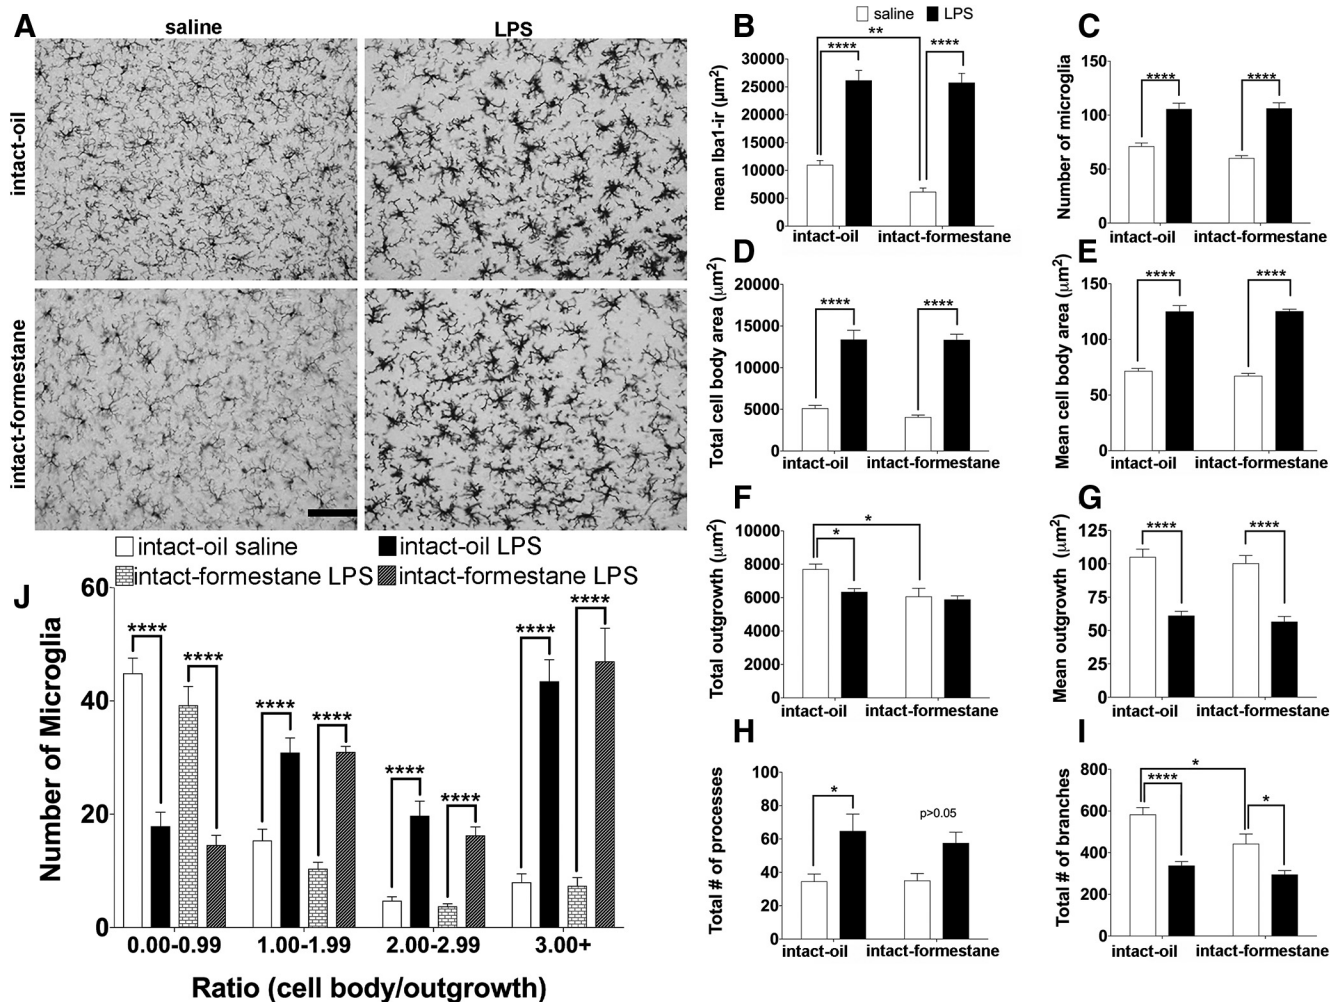 A
saline
LPS
intact-oil
intact-formestane
saline LPS
B
mean Iba1-ir (μm²)
30000
25000
20000
15000
10000
5000
0
**
****
****
intact-oil intact-formestane
C
Number of microglia
150
100
50
0
****
****
intact-oil intact-formestane
D
Total cell body area (μm²)
20000
15000
10000
5000
0
****
****
intact-oil intact-formestane
E
Mean cell body area (μm²)
150
100
50
0
****
****
intact-oil intact-formestane
F
Total outgrowth (μm²)
10000
8000
6000
4000
2000
0
*
*
intact-oil intact-formestane
G
Mean outgrowth (μm²)
125
100
75
50
25
0
****
****
intact-oil intact-formestane
H
Total # of processes
100
80
60
40
20
0
*
p>0.05
intact-oil intact-formestane
I
Total # of branches
800
600
400
200
0
*
****
*
intact-oil intact-formestane
intact-oil saline intact-oil LPS
intact-formestane LPS intact-formestane LPS
J
Number of Microglia
60
40
20
0
****
****
****
****
****
****
****
****
0.00-0.99 1.00-1.99 2.00-2.99 3.00+
Ratio (cell body/outgrowth)